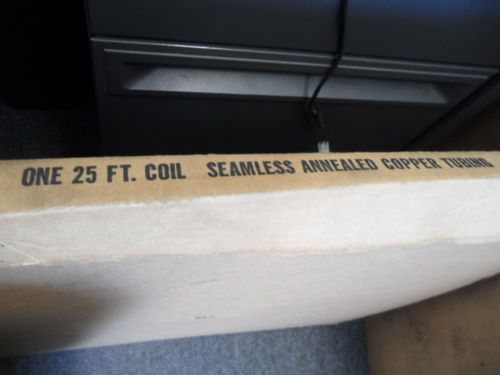 ONE 25 FT. COIL SEAMLESS ANNEALED COPPER TUBING